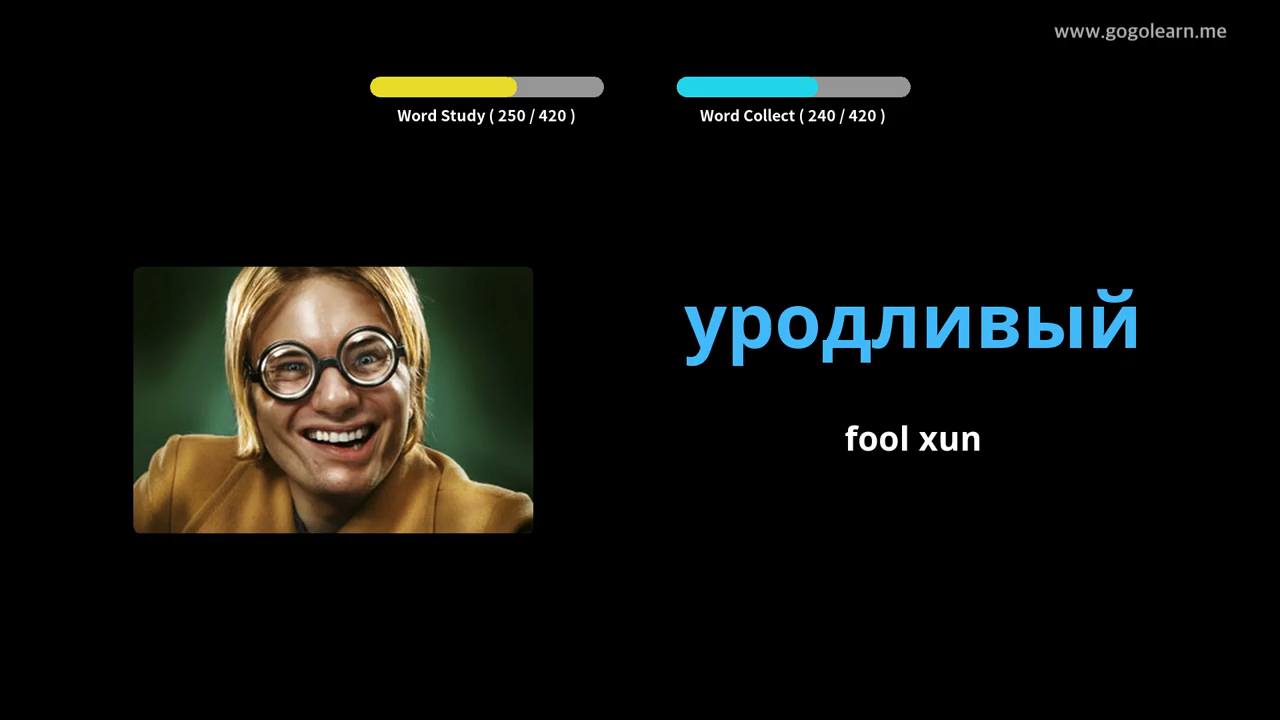 www.gogolearn.me
Word Study ( 250 / 420 )
Word Collect ( 240 / 420 )
уродливый
fool xun